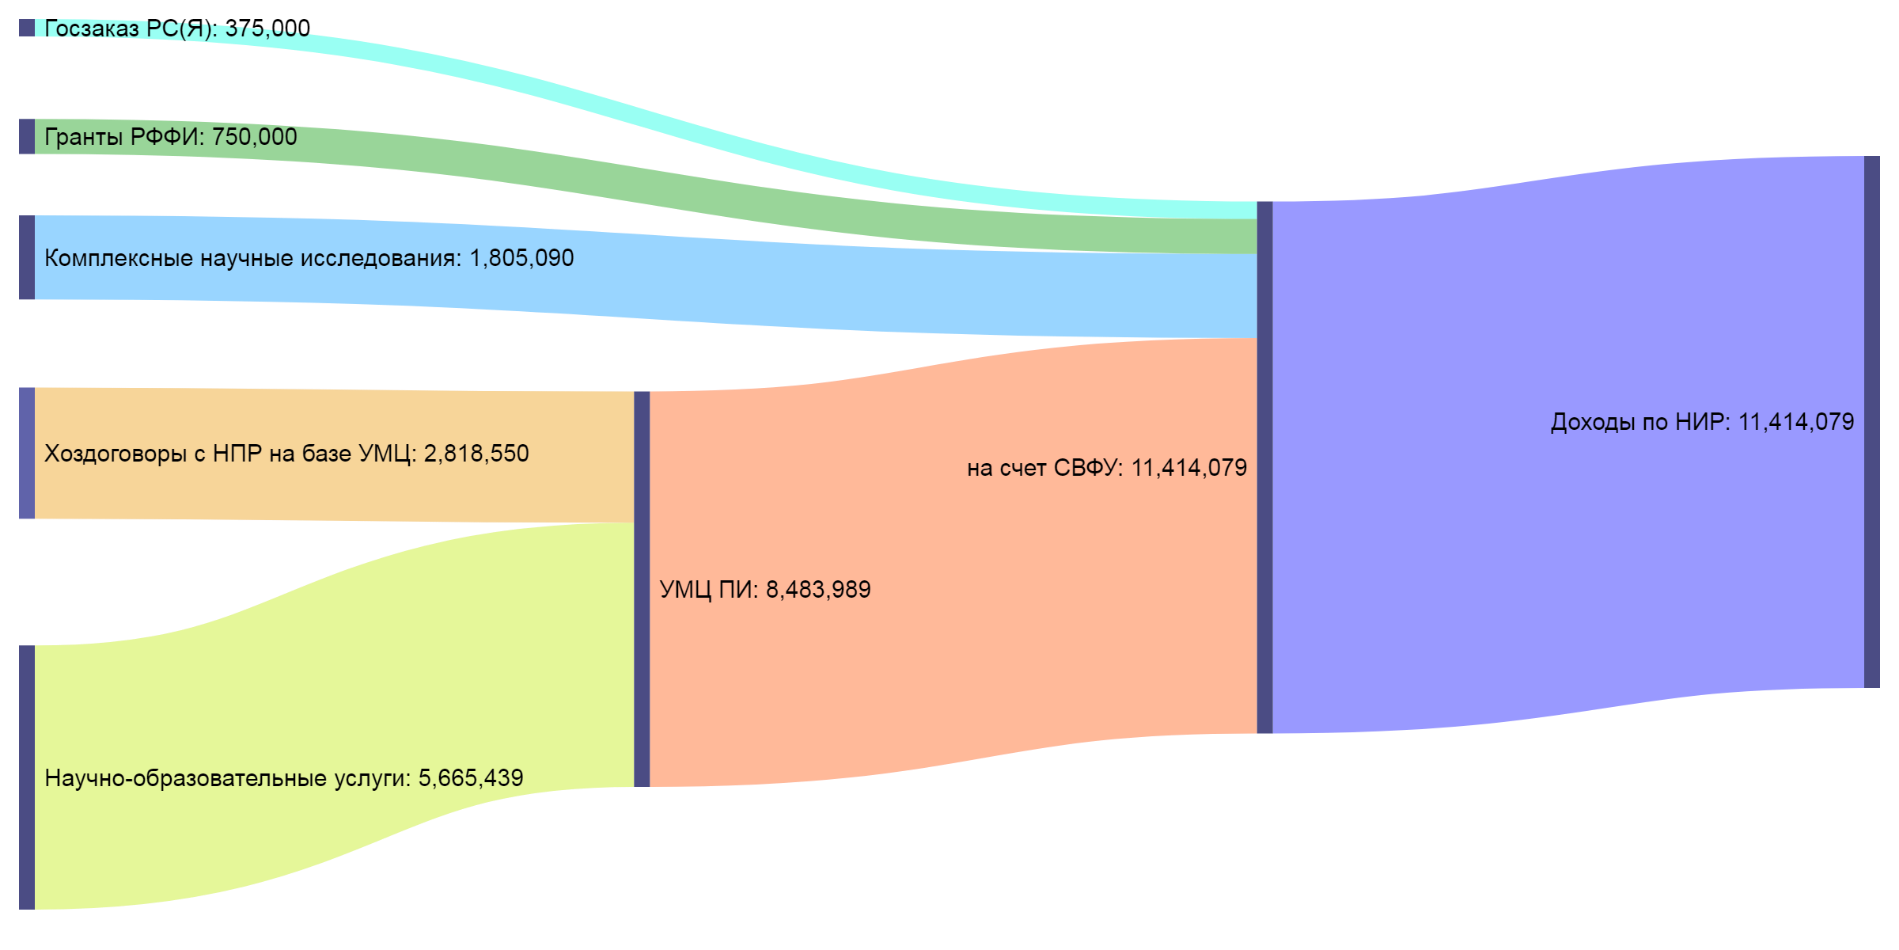 Госзаказ РС(Я): 375,000
Гранты РФФИ: 750,000
Комплексные научные исследования: 1,805,090
Хоздоговоры с НПР на базе УМЦ: 2,818,550
Научно-образовательные услуги: 5,665,439
УМЦ ПИ: 8,483,989
на счет СВФУ: 11,414,079
Доходы по НИР: 11,414,079